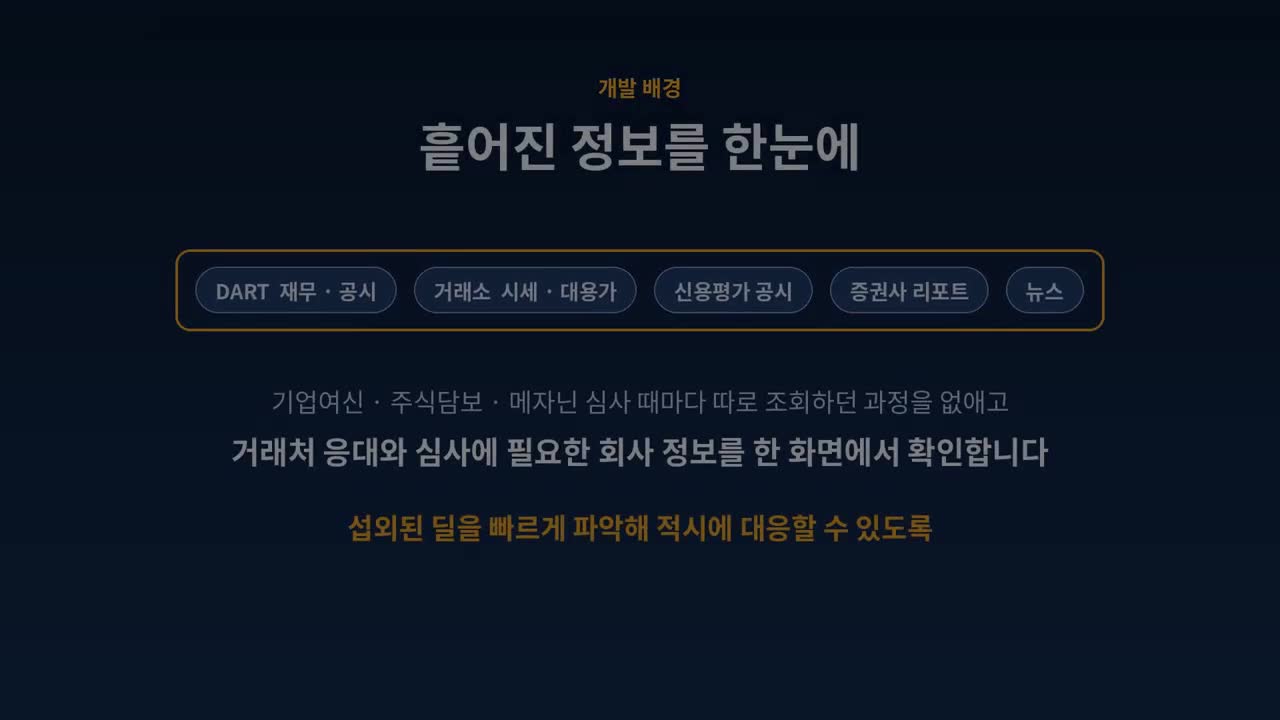 개발 배경
흩어진 정보를 한눈에
DART 재무 · 공시 거래소 시세 · 대용가 신용평가 공시 증권사 리포트 뉴스
기업여신 · 주식담보 · 메자닌 심사 때마다 따로 조회하던 과정을 없애고
거래처 응대와 심사에 필요한 회사 정보를 한 화면에서 확인합니다
섭외된 딜을 빠르게 파악해 적시에 대응할 수 있도록